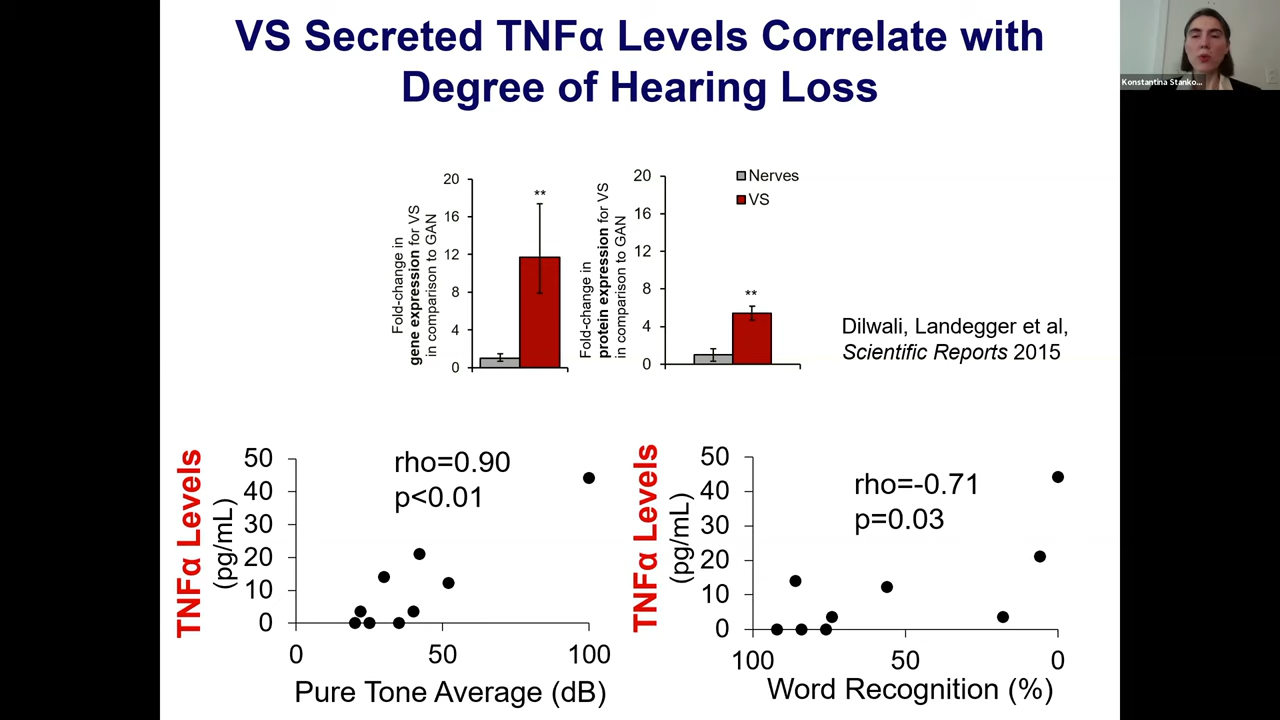 VS Secreted TNFα Levels Correlate with
Degree of Hearing Loss
Konstantina Stanko...
Fold-change in
gene expression for VS
in comparison to GAN
20
16
12
8
4
0
**
Fold-change in
protein expression for VS
in comparison to GAN
20
16
12
8
4
0
**
Nerves
VS
Dilwali, Landegger et al,
Scientific Reports 2015
TNFα Levels
(pg/mL)
50
40
30
20
10
0
rho=0.90
p<0.01
0
50
100
Pure Tone Average (dB)
TNFα Levels
(pg/mL)
50
40
30
20
10
0
rho=-0.71
p=0.03
100
50
0
Word Recognition (%)